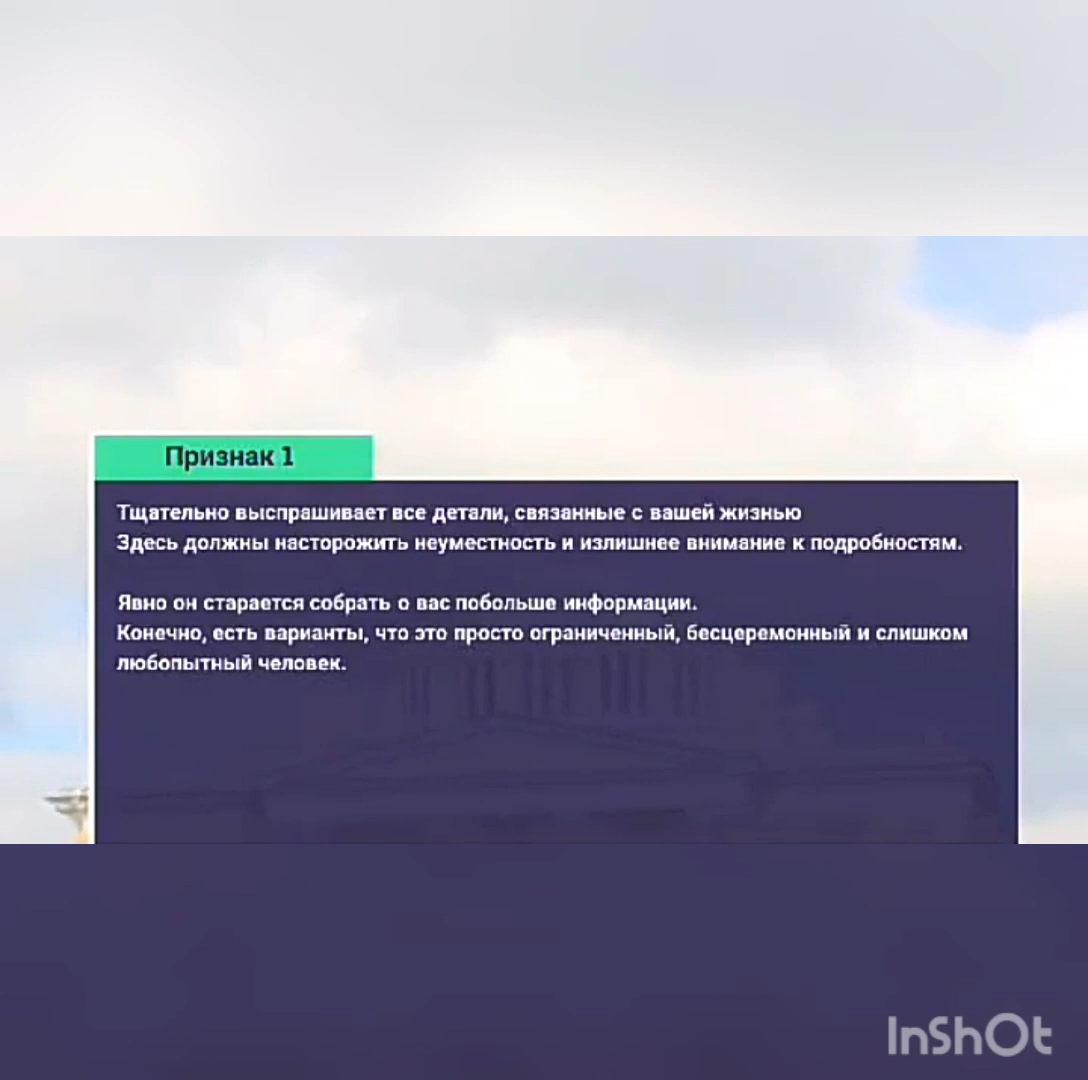 Признак 1
Тщательно выспрашивает все детали, связанные с вашей жизнью
Здесь должны насторожить неуместность и излишнее внимание к подробностям.
Явно он старается собрать о вас побольше информации.
Конечно, есть варианты, что это просто ограниченный, бесцеремонный и слишком
любопытный человек.
InShOt